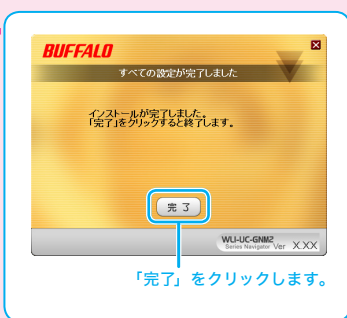 BUFFALO
すべての設定が完了しました
インストールが完了しました。
「完了」をクリックすると終了します。
完了
WLI-UC-GNM2
Series Navigator Ver X.XX
「完了」をクリックします。